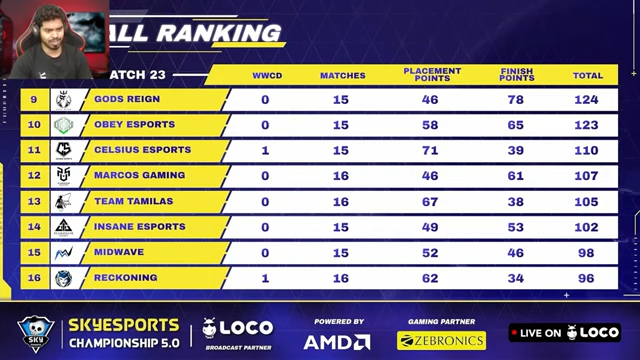 ALL RANKING
ATCH 23
WWCD MATCHES PLACEMENT POINTS FINISH POINTS TOTAL
9 GODS REIGN 0 15 46 78 124
10 OBEY ESPORTS 0 15 58 65 123
11 CELSIUS ESPORTS 1 15 71 39 110
12 MARCOS GAMING 0 16 46 61 107
13 TEAM TAMILAS 0 16 67 38 105
14 INSANE ESPORTS 0 15 49 53 102
15 MIDWAVE 0 15 52 46 98
16 RECKONING 1 16 62 34 96
SKY
SKYESPORTS
CHAMPIONSHIP 5.0
LOCO
BROADCAST PARTNER
POWERED BY
AMD
GAMING PARTNER
ZEBRONICS
LIVE ON LOCO